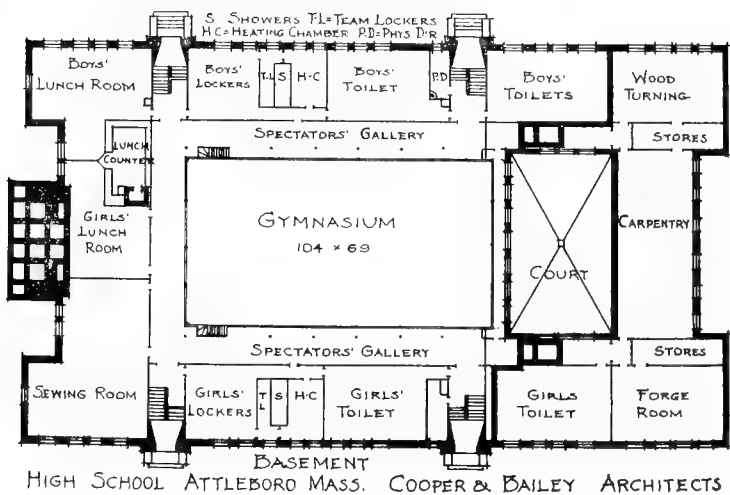 S SHOWERS T·L=TEAM LOCKERS
H·C=HEATING CHAMBER P.D=PHYS D'R
BOYS'
LUNCH ROOM
BOYS'
LOCKERS
T·L
S
H·C
BOYS'
TOILET
P.D
BOYS'
TOILETS
WOOD
TURNING
STORES
SPECTATORS' GALLERY
LUNCH
COUNTER
GIRLS'
LUNCH
ROOM
GYMNASIUM
104 × 69
COURT
CARPENTRY
SPECTATORS' GALLERY
STORES
SEWING ROOM
GIRLS'
LOCKERS
T
L
S
H·C
GIRLS'
TOILET
GIRLS
TOILET
FORGE
ROOM
BASEMENT
HIGH SCHOOL ATTLEBORO MASS. COOPER & BAILEY ARCHITECTS